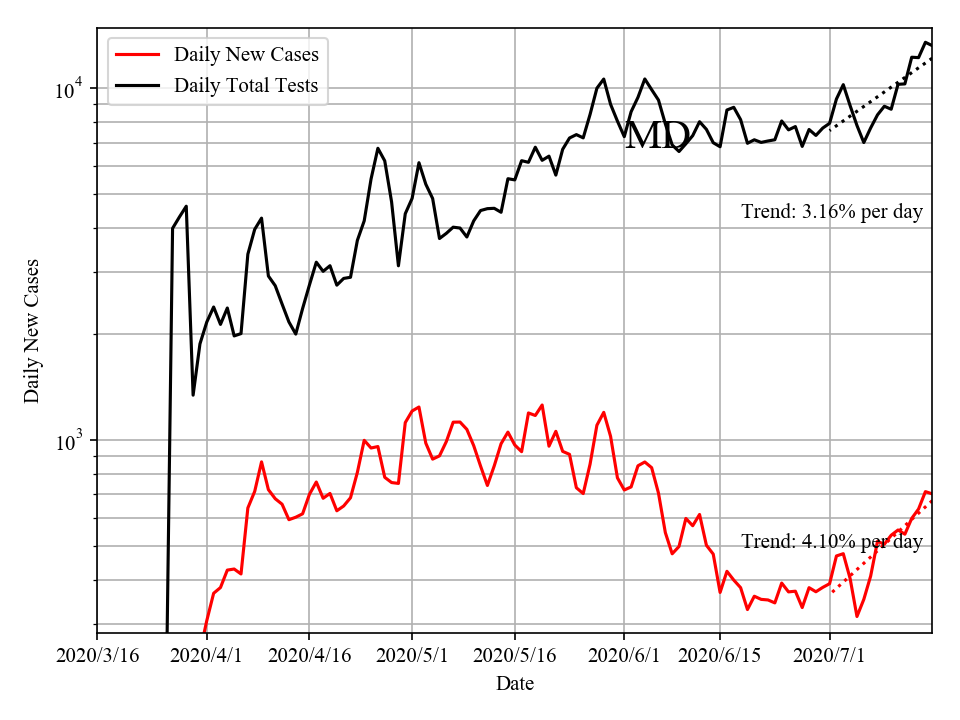 Daily New Cases
Daily Total Tests
10^4
MD
Trend: 3.16% per day
Daily New Cases
10^3
Trend: 4.10% per day
2020/3/16 2020/4/1 2020/4/16 2020/5/1 2020/5/16 2020/6/1 2020/6/15 2020/7/1
Date